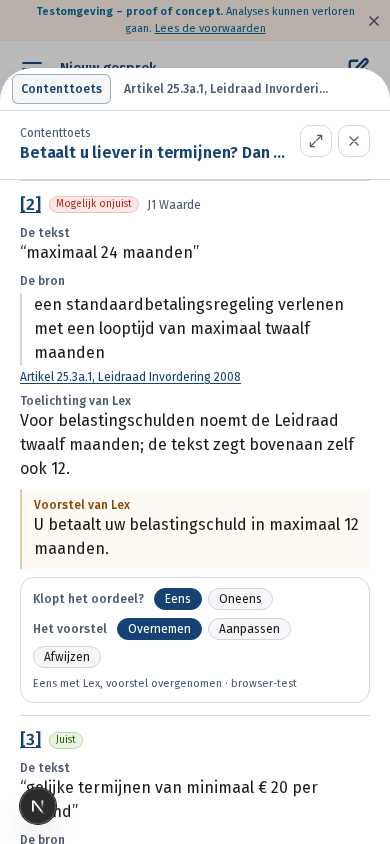 Testomgeving – proof of concept. Analyses kunnen verloren
gaan. Lees de voorwaarden
Contenttoets
Artikel 25.3a.1, Leidraad Invorderi...
Contenttoets
Betaalt u liever in termijnen? Dan ...
[2] Mogelijk onjuist J1 Waarde
De tekst
“maximaal 24 maanden”
De bron
een standaardbetalingsregeling verlenen
met een looptijd van maximaal twaalf
maanden
Artikel 25.3a.1, Leidraad Invordering 2008
Toelichting van Lex
Voor belastingschulden noemt de Leidraad
twaalf maanden; de tekst zegt bovenaan zelf
ook 12.
Voorstel van Lex
U betaalt uw belastingschuld in maximaal 12
maanden.
Klopt het oordeel? Eens Oneens
Het voorstel Overnemen Aanpassen
Afwijzen
Eens met Lex, voorstel overgenomen · browser-test
[3] Juist
De tekst
“gelijke termijnen van minimaal € 20 per
N
De bron